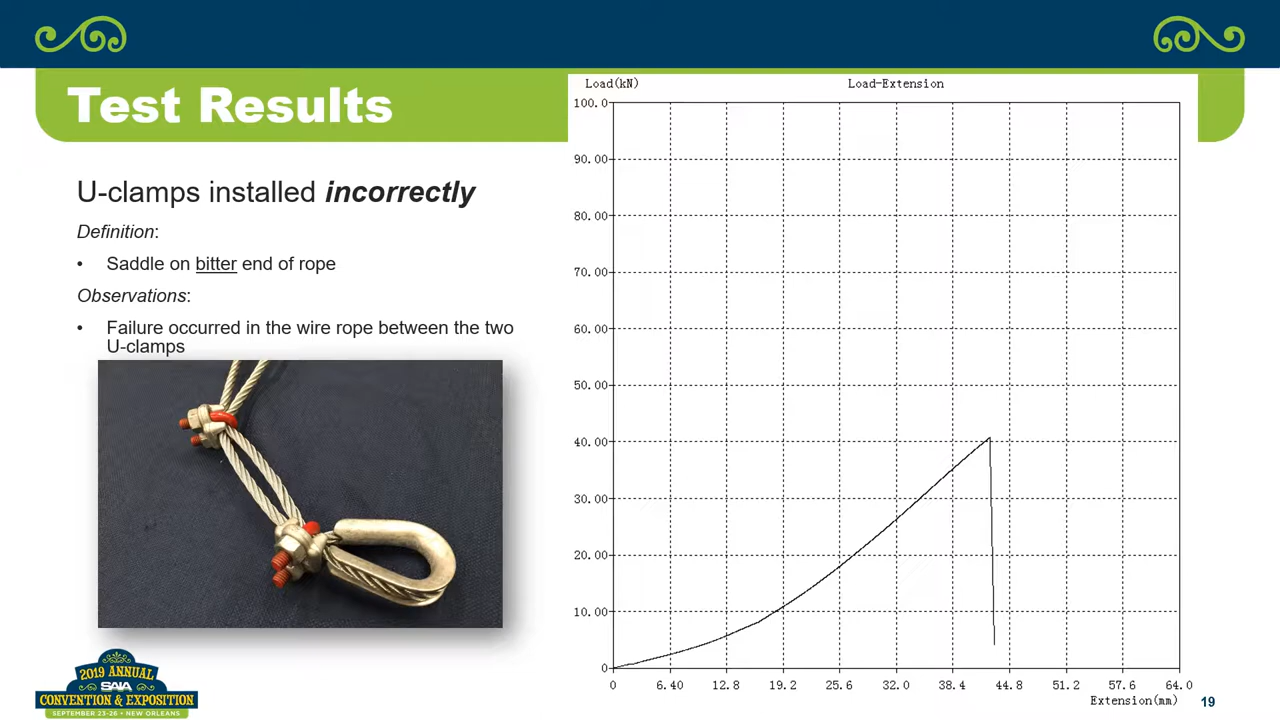 Test Results
U-clamps installed incorrectly
Definition:
• Saddle on bitter end of rope
Observations:
• Failure occurred in the wire rope between the two
U-clamps
Load(kN)
Load-Extension
100.0
90.00
80.00
70.00
60.00
50.00
40.00
30.00
20.00
10.00
0
0 6.40 12.8 19.2 25.6 32.0 38.4 44.8 51.2 57.6 64.0
Extension(mm)
2019 ANNUAL
SAIA
CONVENTION & EXPOSITION
SEPTEMBER 23-26 • NEW ORLEANS
19